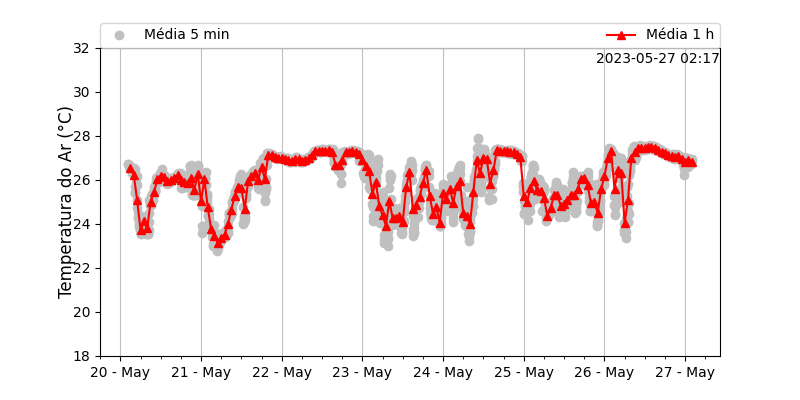 Média 5 min
Média 1 h
2023-05-27 02:17
Temperatura do Ar (°C)
32
30
28
26
24
22
20
18
20 - May
21 - May
22 - May
23 - May
24 - May
25 - May
26 - May
27 - May